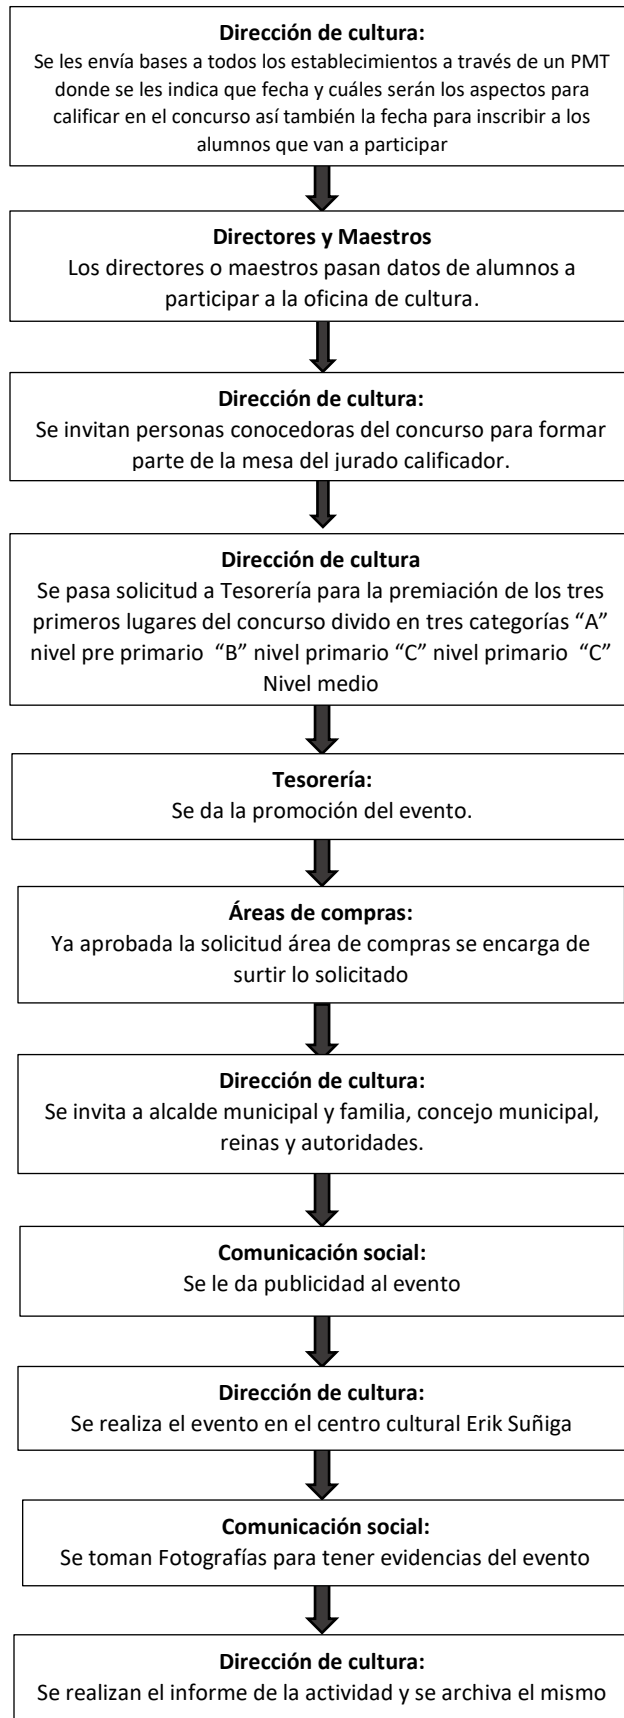 Dirección de cultura:
Se les envía bases a todos los establecimientos a través de un PMT
donde se les indica que fecha y cuáles serán los aspectos para
calificar en el concurso así también la fecha para inscribir a los
alumnos que van a participar
Directores y Maestros
Los directores o maestros pasan datos de alumnos a
participar a la oficina de cultura.
Dirección de cultura:
Se invitan personas conocedoras del concurso para formar
parte de la mesa del jurado calificador.
Dirección de cultura
Se pasa solicitud a Tesorería para la premiación de los tres
primeros lugares del concurso divido en tres categorías “A”
nivel pre primario “B” nivel primario “C” nivel primario “C”
Nivel medio
Tesorería:
Se da la promoción del evento.
Áreas de compras:
Ya aprobada la solicitud área de compras se encarga de
surtir lo solicitado
Dirección de cultura:
Se invita a alcalde municipal y familia, concejo municipal,
reinas y autoridades.
Comunicación social:
Se le da publicidad al evento
Dirección de cultura:
Se realiza el evento en el centro cultural Erik Suñiga
Comunicación social:
Se toman Fotografías para tener evidencias del evento
Dirección de cultura:
Se realizan el informe de la actividad y se archiva el mismo